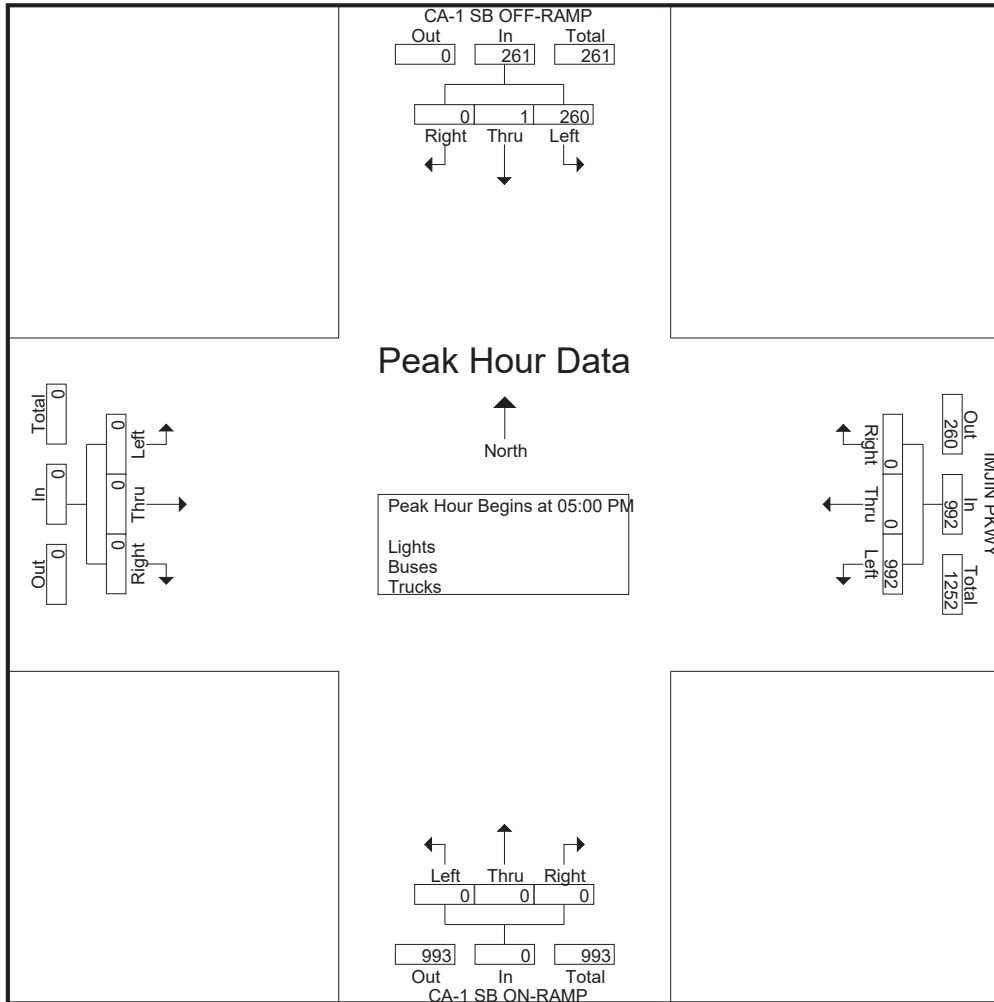 CA-1 SB OFF-RAMP
Out In Total
0 261 261
0 1 260
Right Thru Left
Peak Hour Data
North
Peak Hour Begins at 05:00 PM
Lights
Buses
Trucks
Total In Out
0 0 0
0 0 0
Left Thru Right
IMJIN PKWY
Out In Total
260 992 1252
0 0 992
Right Thru Left
Left Thru Right
0 0 0
993 0 993
Out In Total
CA-1 SB ON-RAMP